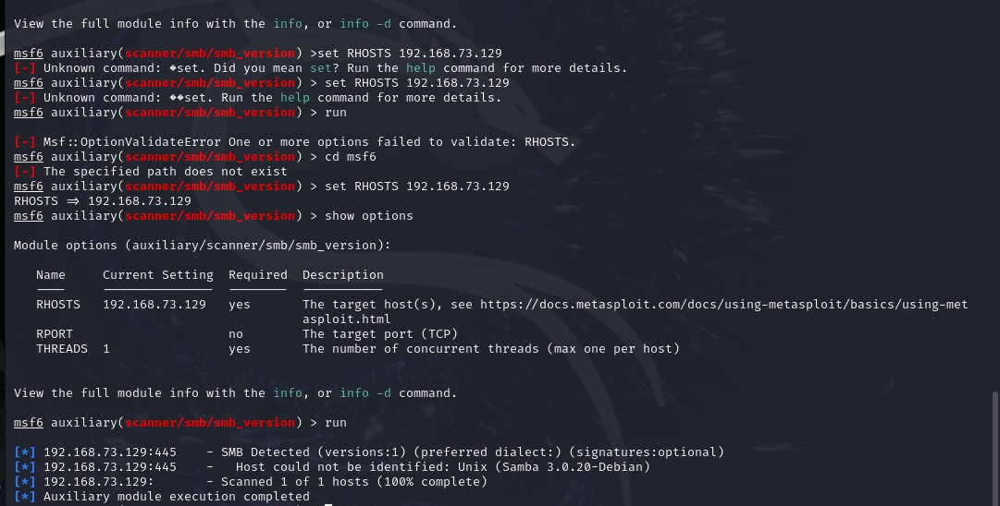 View the full module info with the info, or info -d command.
msf6 auxiliary(scanner/smb/smb_version) >set RHOSTS 192.168.73.129
[-] Unknown command: �set. Did you mean set? Run the help command for more details.
msf6 auxiliary(scanner/smb/smb_version) > set RHOSTS 192.168.73.129
[-] Unknown command: ��set. Run the help command for more details.
msf6 auxiliary(scanner/smb/smb_version) > run
[-] Msf::OptionValidateError One or more options failed to validate: RHOSTS.
msf6 auxiliary(scanner/smb/smb_version) > cd msf6
[-] The specified path does not exist
msf6 auxiliary(scanner/smb/smb_version) > set RHOSTS 192.168.73.129
RHOSTS ⇒ 192.168.73.129
msf6 auxiliary(scanner/smb/smb_version) > show options
Module options (auxiliary/scanner/smb/smb_version):
Name Current Setting Required Description
RHOSTS 192.168.73.129 yes The target host(s), see https://docs.metasploit.com/docs/using-metasploit/basics/using-met
asploit.html
RPORT no The target port (TCP)
THREADS 1 yes The number of concurrent threads (max one per host)
View the full module info with the info, or info -d command.
msf6 auxiliary(scanner/smb/smb_version) > run
[*] 192.168.73.129:445 - SMB Detected (versions:1) (preferred dialect:) (signatures:optional)
[*] 192.168.73.129:445 - Host could not be identified: Unix (Samba 3.0.20-Debian)
[*] 192.168.73.129: - Scanned 1 of 1 hosts (100% complete)
[*] Auxiliary module execution completed